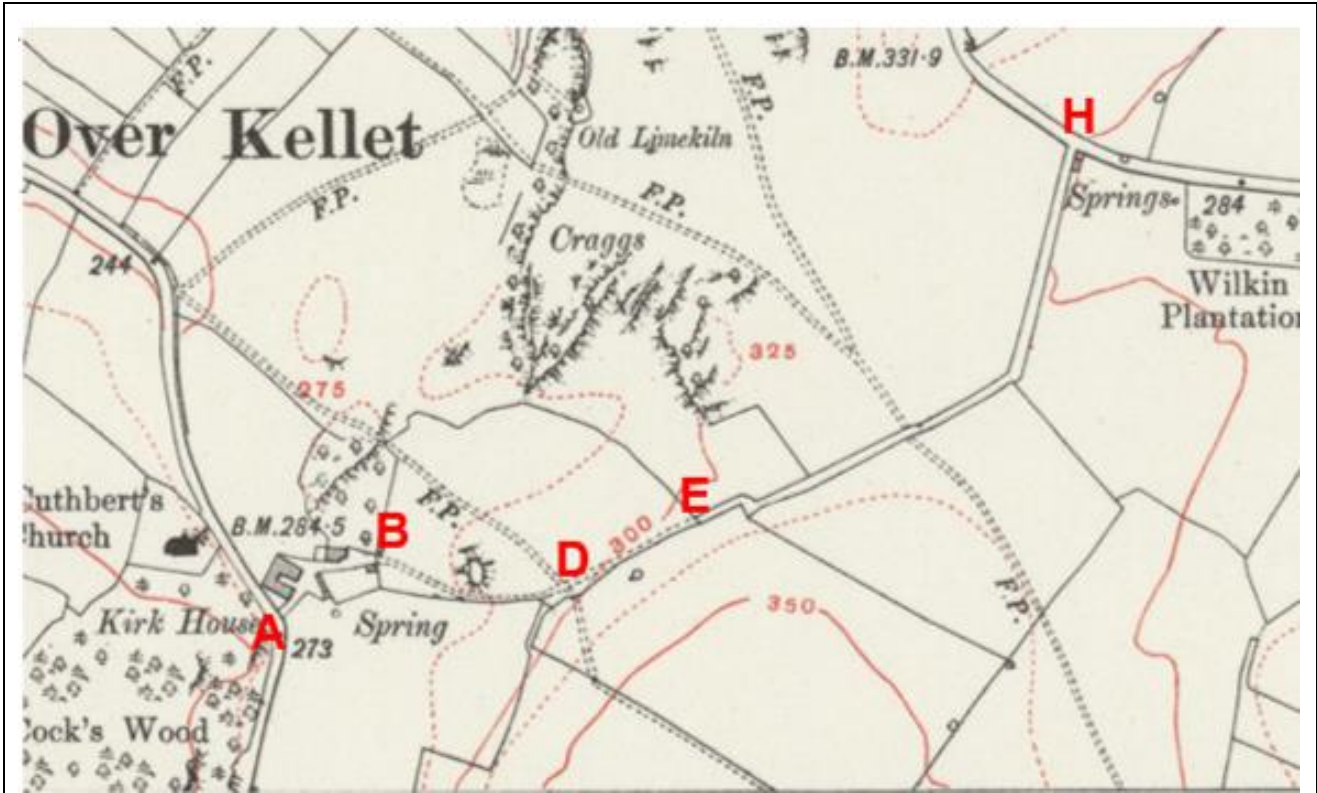 F.P.
B.M.331·9
F.P.
H
Over Kellet
Old Limekiln
F.P.
F.P.
Springs
284
Craggs
244
Wilkin
Plantation
325
275
Cuthbert's
Church
E
F.P.
B.M.284·5
B
300
D
F.P.
350
Kirk House
A
273
Spring
Cock's Wood